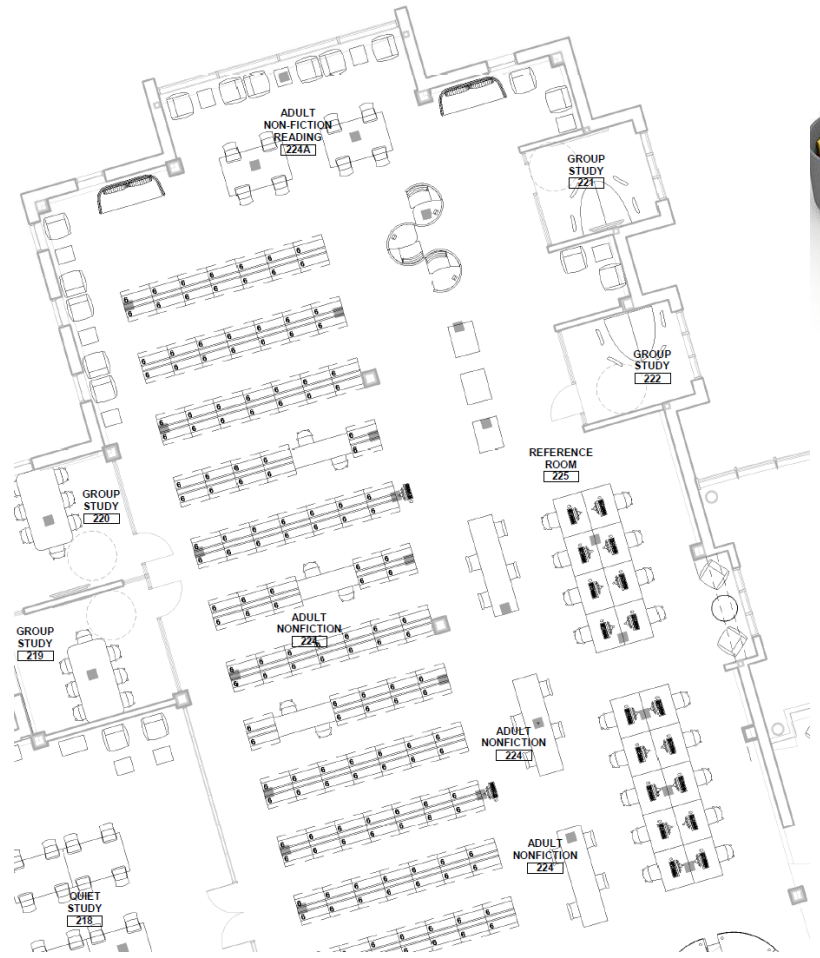 ADULT
NON-FICTION
READING
224A
GROUP
STUDY
221
GROUP
STUDY
222
REFERENCE
ROOM
225
GROUP
STUDY
220
GROUP
STUDY
219
ADULT
NONFICTION
224
ADULT
NONFICTION
224
ADULT
NONFICTION
224
QUIET
STUDY
218